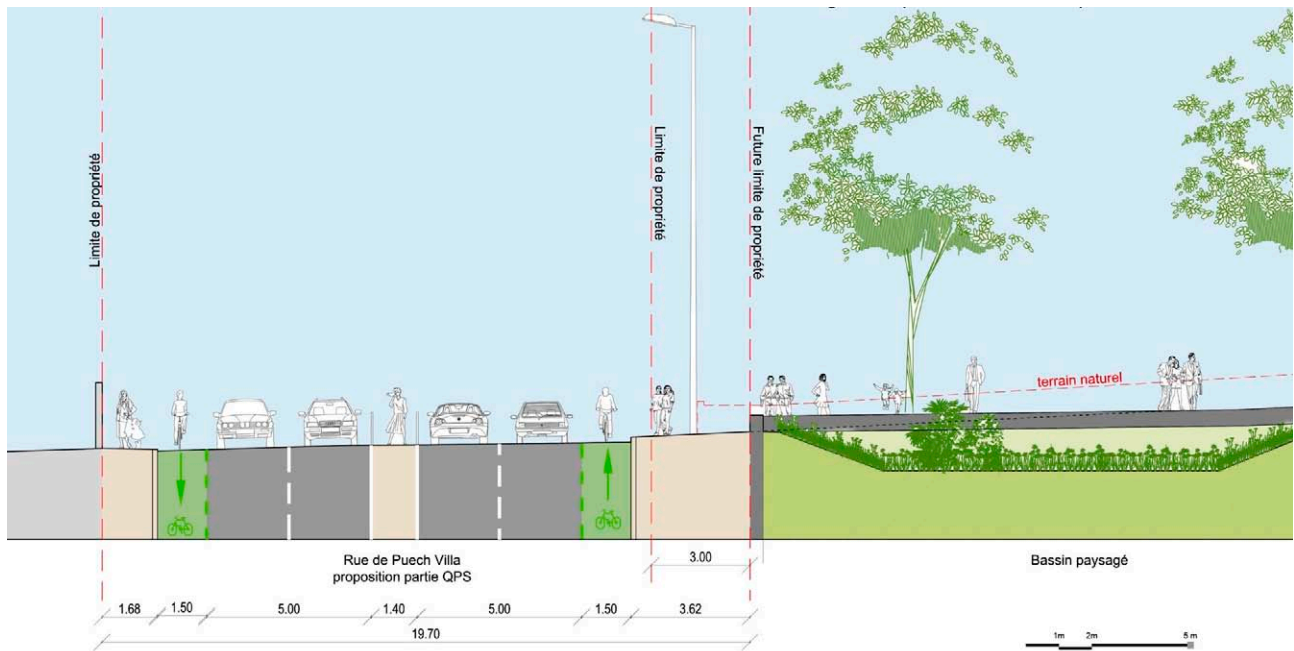 Limite de propriété
Limite de propriété
Future limite de propriété
terrain naturel
Rue de Puech Villa
proposition partie QPS
3.00
Bassin paysagé
1.68
1.50
5.00
1.40
5.00
1.50
3.62
19.70
1m
2m
5 m